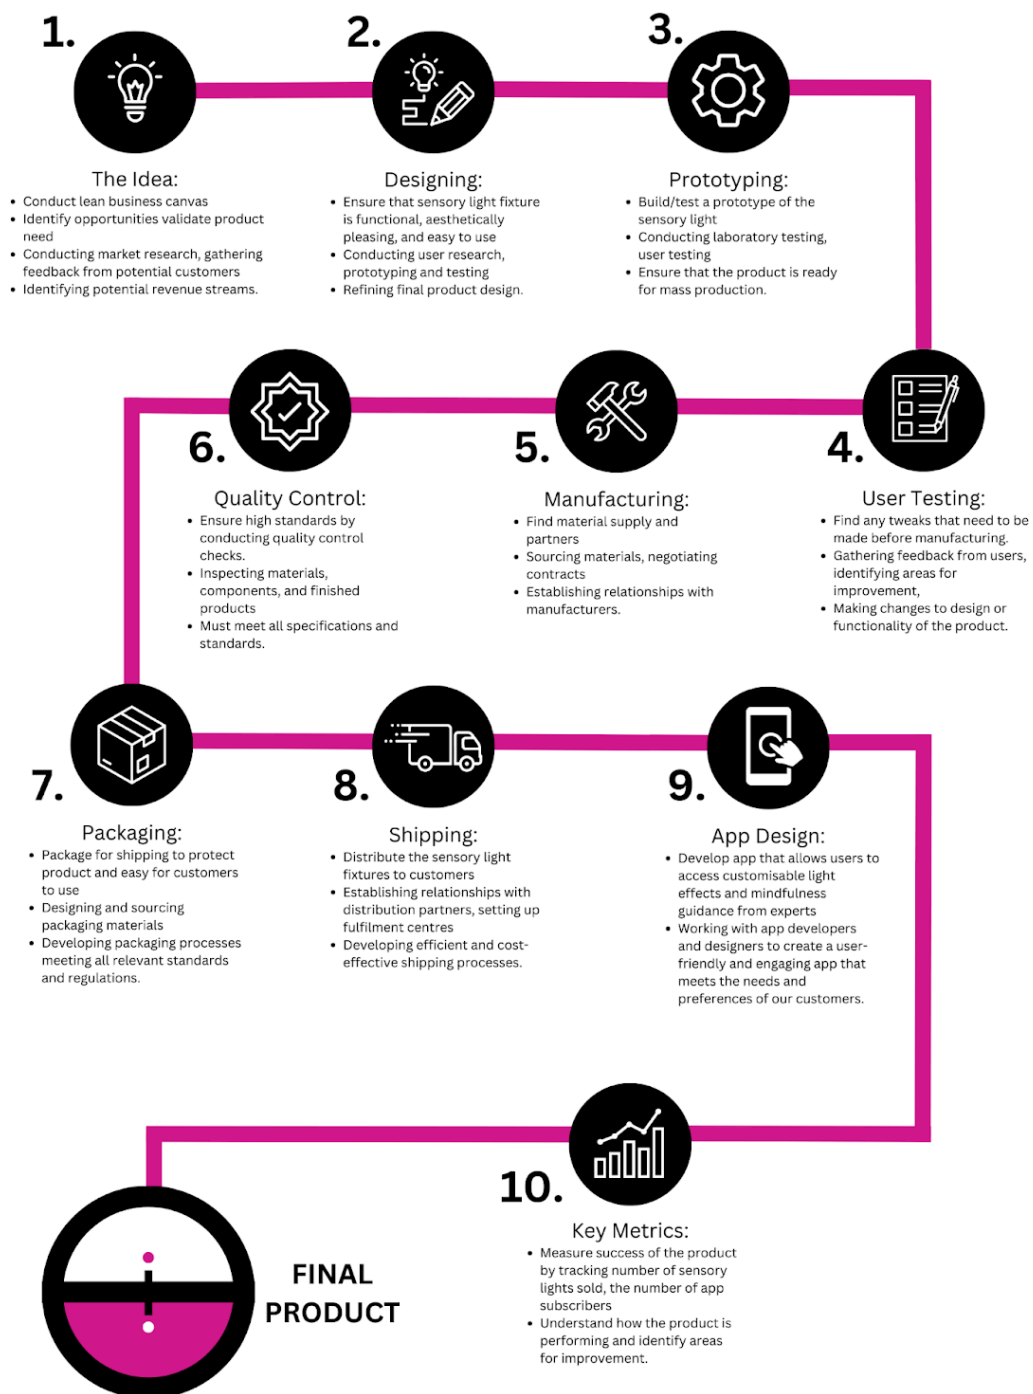 1.
The Idea:
• Conduct lean business canvas
• Identify opportunities validate product
need
• Conducting market research, gathering
feedback from potential customers
• Identifying potential revenue streams.
2.
Designing:
• Ensure that sensory light fixture
is functional, aesthetically
pleasing, and easy to use
• Conducting user research,
prototyping and testing
• Refining final product design.
3.
Prototyping:
• Build/test a prototype of the
sensory light
• Conducting laboratory testing,
user testing
• Ensure that the product is ready
for mass production.
4.
User Testing:
• Find any tweaks that need to be
made before manufacturing.
• Gathering feedback from users,
identifying areas for
improvement,
• Making changes to design or
functionality of the product.
5.
Manufacturing:
• Find material supply and
partners
• Sourcing materials, negotiating
contracts
• Establishing relationships with
manufacturers.
6.
Quality Control:
• Ensure high standards by
conducting quality control
checks.
• Inspecting materials,
components, and finished
products
• Must meet all specifications and
standards.
7.
Packaging:
• Package for shipping to protect
product and easy for customers
to use
• Designing and sourcing
packaging materials
• Developing packaging processes
meeting all relevant standards
and regulations.
8.
Shipping:
• Distribute the sensory light
fixtures to customers
• Establishing relationships with
distribution partners, setting up
fulfilment centres
• Developing efficient and cost-
effective shipping processes.
9.
App Design:
• Develop app that allows users to
access customisable light
effects and mindfulness
guidance from experts
• Working with app developers
and designers to create a user-
friendly and engaging app that
meets the needs and
preferences of our customers.
10.
Key Metrics:
• Measure success of the product
by tracking number of sensory
lights sold, the number of app
subscribers
• Understand how the product is
performing and identify areas
for improvement.
FINAL
PRODUCT